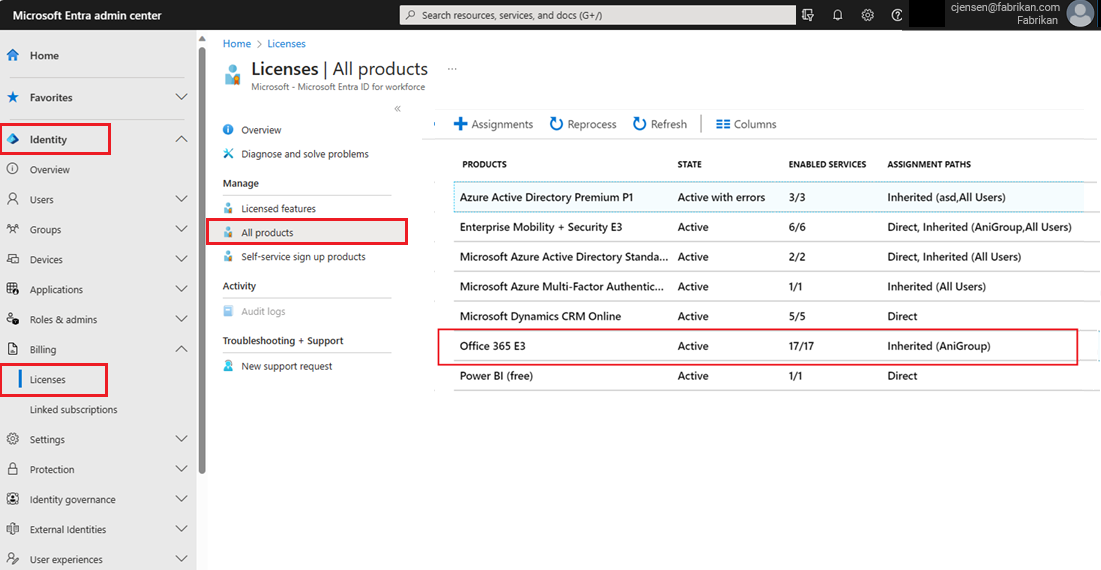 Microsoft Entra admin center
Search resources, services, and docs (G+/)
cjensen@fabrikan.com
Fabrikan
Home
Favorites
Identity
Overview
Users
Groups
Devices
Applications
Roles & admins
Billing
Licenses
Linked subscriptions
Settings
Protection
Identity governance
External Identities
User experiences
Home > Licenses
Licenses | All products ...
Microsoft - Microsoft Entra ID for workforce
«
Overview
Diagnose and solve problems
Manage
Licensed features
All products
Self-service sign up products
Activity
Audit logs
Troubleshooting + Support
New support request
+ Assignments Reprocess Refresh | Columns
PRODUCTS STATE ENABLED SERVICES ASSIGNMENT PATHS
Azure Active Directory Premium P1 Active with errors 3/3 Inherited (asd,All Users)
Enterprise Mobility + Security E3 Active 6/6 Direct, Inherited (AniGroup,All Users)
Microsoft Azure Active Directory Standa... Active 2/2 Direct, Inherited (All Users)
Microsoft Azure Multi-Factor Authentic... Active 1/1 Inherited (All Users)
Microsoft Dynamics CRM Online Active 5/5 Direct
Office 365 E3 Active 17/17 Inherited (AniGroup)
Power BI (free) Active 1/1 Direct